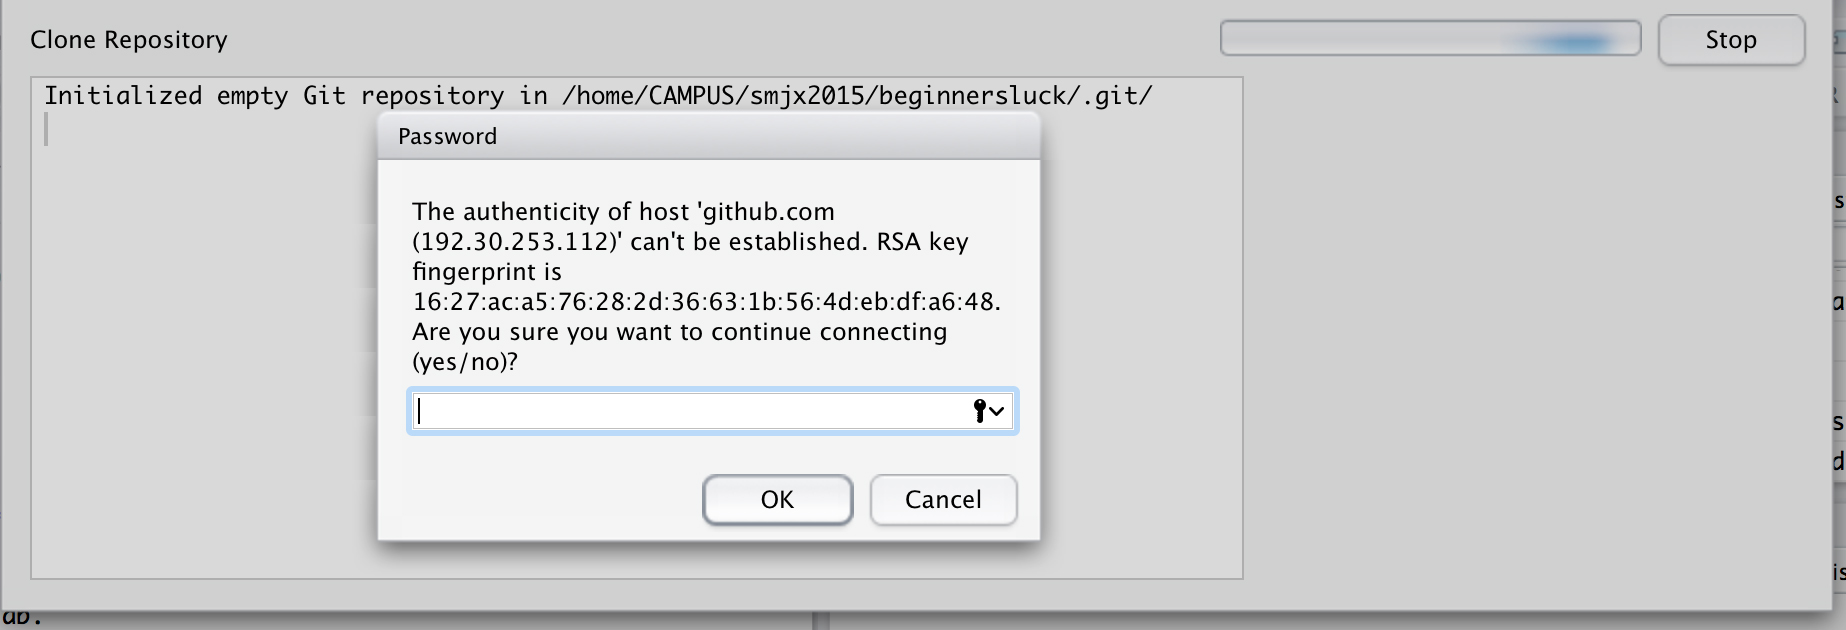 Clone Repository
Stop
Initialized empty Git repository in /home/CAMPUS/smjx2015/beginnersluck/.git/
Password
The authenticity of host 'github.com
(192.30.253.112)' can't be established. RSA key
fingerprint is
16:27:ac:a5:76:28:2d:36:63:1b:56:4d:eb:df:a6:48.
Are you sure you want to continue connecting
(yes/no)?
OK
Cancel
ab.